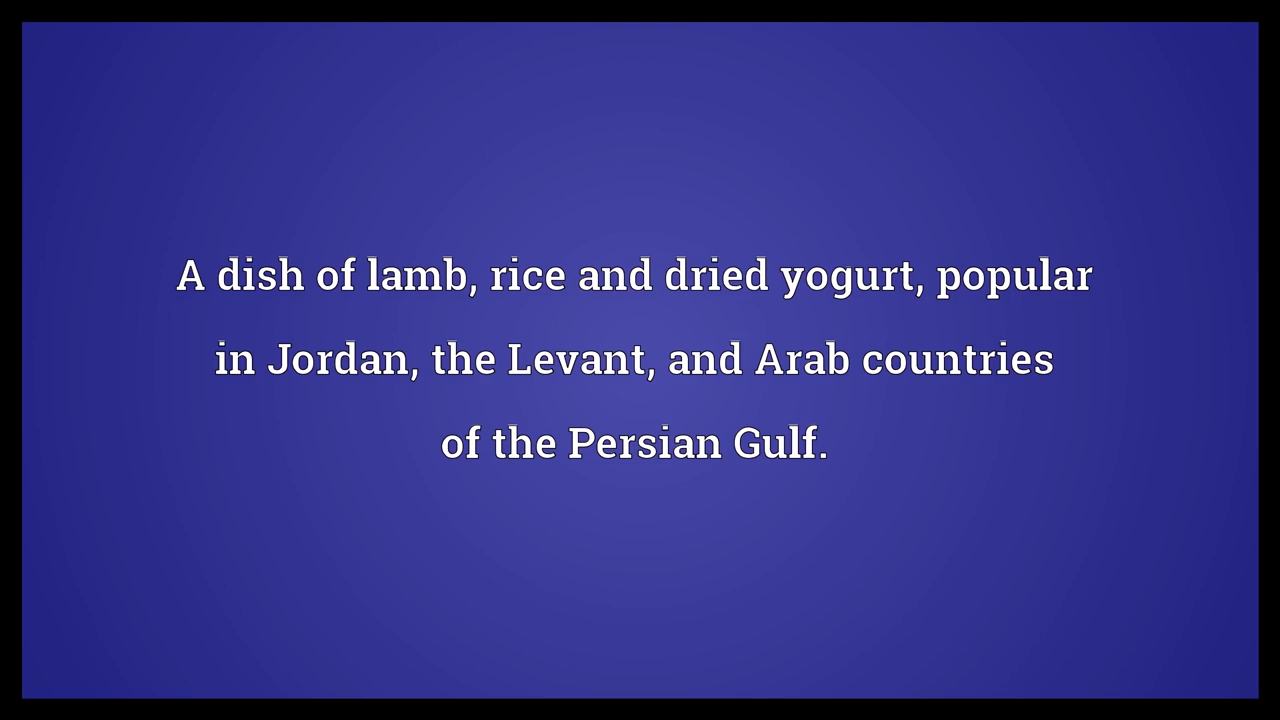 A dish of lamb, rice and dried yogurt, popular
in Jordan, the Levant, and Arab countries
of the Persian Gulf.